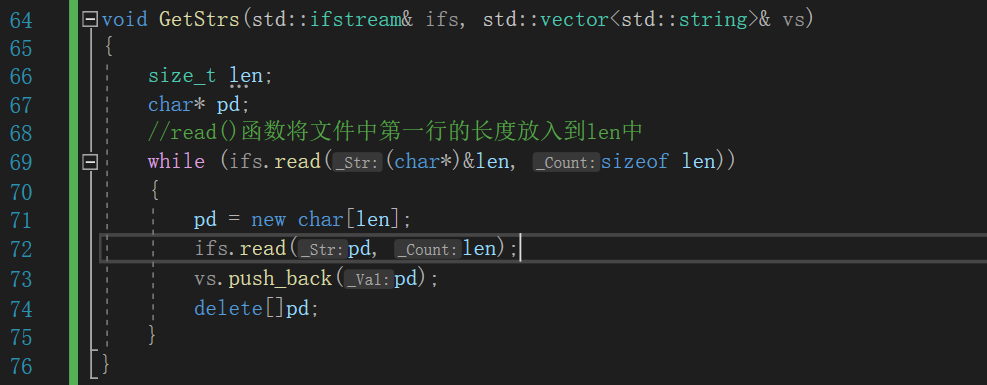 64 void GetStrs(std::ifstream& ifs, std::vector<std::string>& vs)
65 {
66 size_t len;
67 char* pd;
68 //read()函数将文件中第一行的长度放入到len中
69 while (ifs.read(_Str:(char*)&len, _Count:sizeof len))
70 {
71 pd = new char[len];
72 ifs.read(_Str:pd, _Count:len);
73 vs.push_back(_Val:pd);
74 delete[]pd;
75 }
76 }